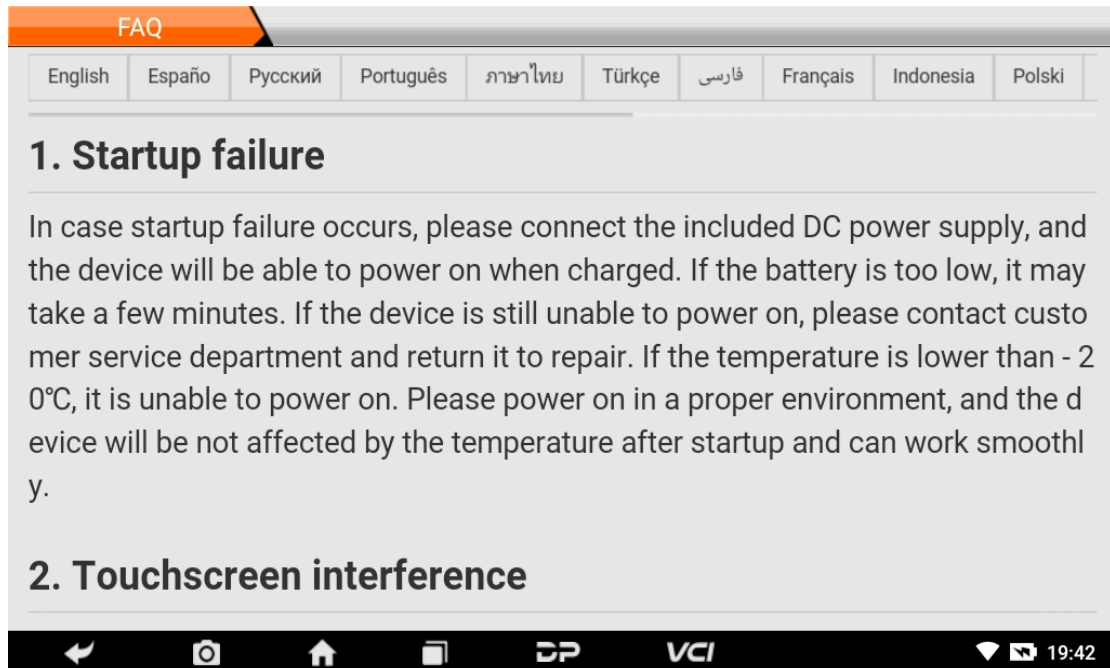 FAQ
English Españo Русский Português ภาษาไทย Türkçe فارسی Français Indonesia Polski
1. Startup failure
In case startup failure occurs, please connect the included DC power supply, and
the device will be able to power on when charged. If the battery is too low, it may
take a few minutes. If the device is still unable to power on, please contact custo
mer service department and return it to repair. If the temperature is lower than - 2
0℃, it is unable to power on. Please power on in a proper environment, and the d
evice will be not affected by the temperature after startup and can work smoothl
y.
2. Touchscreen interference
DP VCI 19:42